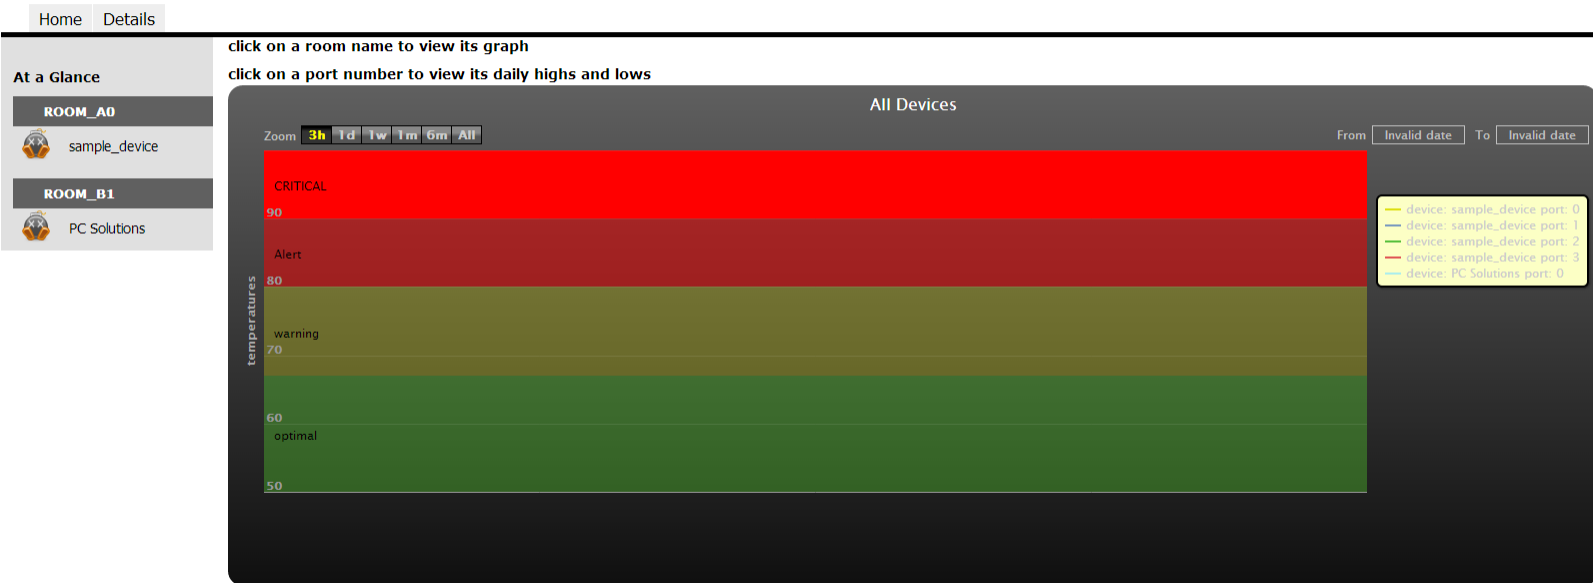 Home Details
click on a room name to view its graph
click on a port number to view its daily highs and lows
At a Glance
ROOM_A0
sample_device
ROOM_B1
PC Solutions
All Devices
Zoom 3h 1d 1w 1m 6m All
From Invalid date To Invalid date
temperatures
CRITICAL
90
Alert
80
warning
70
60
optimal
50
device: sample_device port: 0
device: sample_device port: 1
device: sample_device port: 2
device: sample_device port: 3
device: PC Solutions port: 0